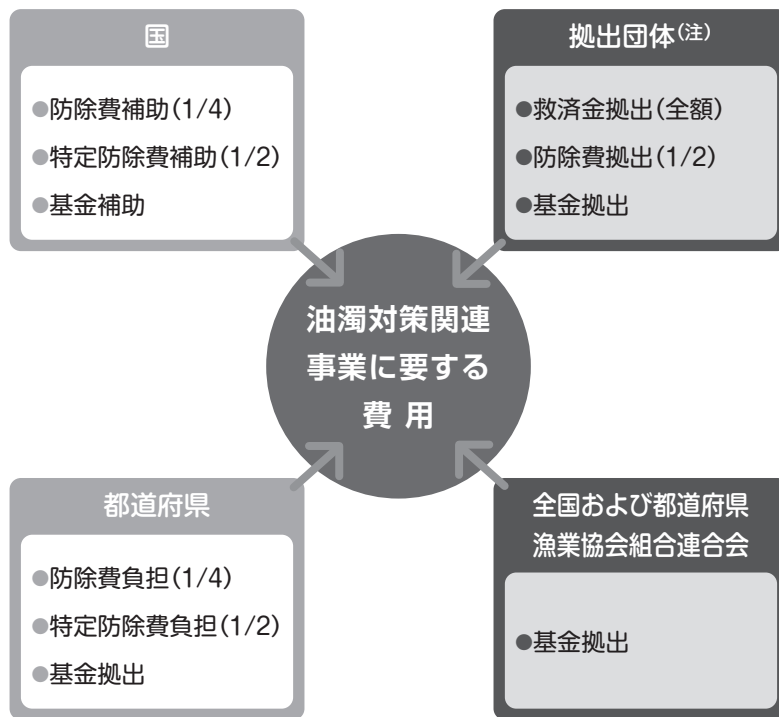 国
●防除費補助(1/4)
●特定防除費補助(1/2)
●基金補助
拠出団体(注)
●救済金拠出(全額)
●防除費拠出(1/2)
●基金拠出
油濁対策関連
事業に要する
費用
都道府県
●防除費負担(1/4)
●特定防除費負担(1/2)
●基金拠出
全国および都道府県
漁業協会組合連合会
●基金拠出